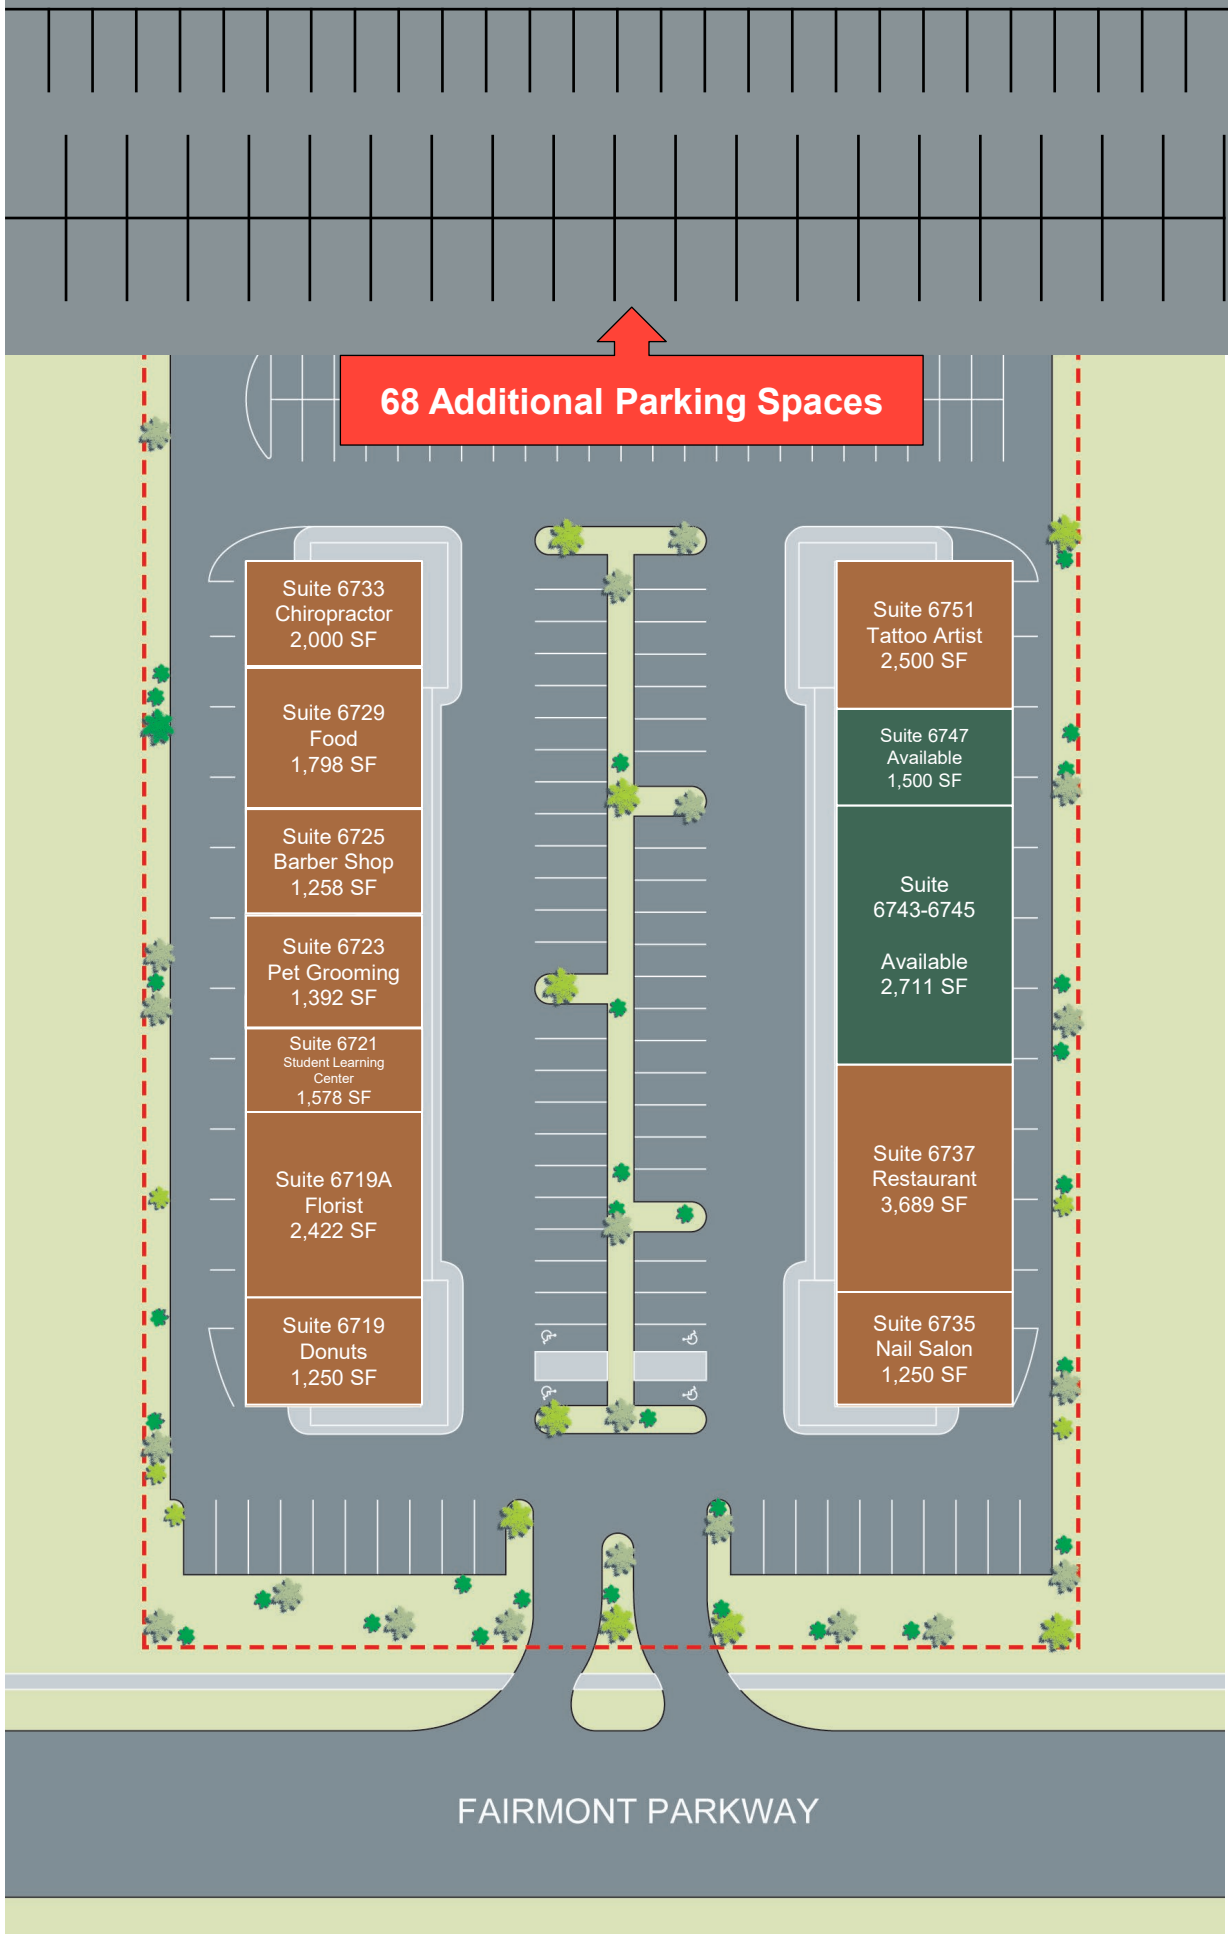 68 Additional Parking Spaces
Suite 6733
Chiropractor
2,000 SF
Suite 6729
Food
1,798 SF
Suite 6725
Barber Shop
1,258 SF
Suite 6723
Pet Grooming
1,392 SF
Suite 6721
Student Learning
Center
1,578 SF
Suite 6719A
Florist
2,422 SF
Suite 6719
Donuts
1,250 SF
Suite 6751
Tattoo Artist
2,500 SF
Suite 6747
Available
1,500 SF
Suite
6743-6745
Available
2,711 SF
Suite 6737
Restaurant
3,689 SF
Suite 6735
Nail Salon
1,250 SF
FAIRMONT PARKWAY